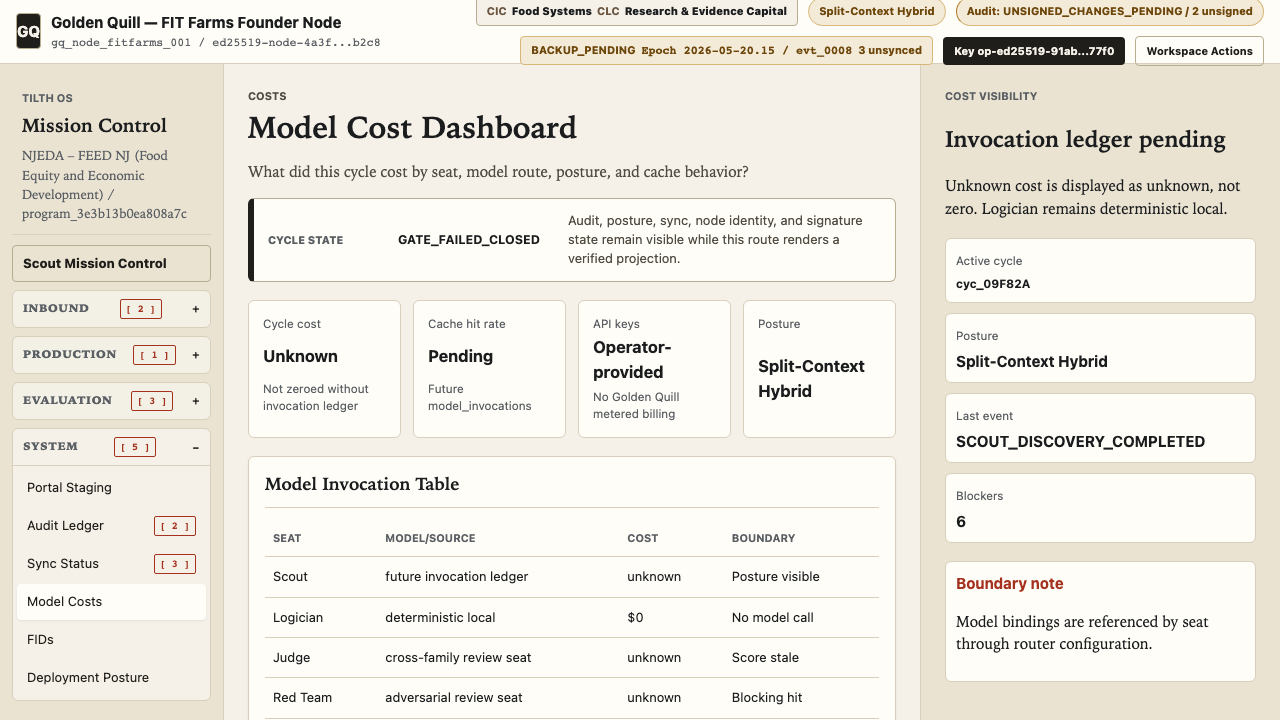 GQ
Golden Quill — FIT Farms Founder Node
gq_node_fitfarms_001 / ed25519-node-4a3f...b2c8
CIC Food Systems CLC Research & Evidence Capital
Split-Context Hybrid
Audit: UNSIGNED_CHANGES_PENDING / 2 unsigned
BACKUP_PENDING Epoch 2026-05-20.15 / evt_0008 3 unsynced
Key op-ed25519-91ab...77f0
Workspace Actions
TILTH OS
Mission Control
NJEDA – FEED NJ (Food
Equity and Economic
Development) /
program_3e3b13b0ea808a7c
Scout Mission Control
INBOUND [ 2 ] +
PRODUCTION [ 1 ] +
EVALUATION [ 3 ] +
SYSTEM [ 5 ] –
Portal Staging
Audit Ledger [ 2 ]
Sync Status [ 3 ]
Model Costs
FIDs
Deployment Posture
COSTS
Model Cost Dashboard
What did this cycle cost by seat, model route, posture, and cache behavior?
CYCLE STATE
GATE_FAILED_CLOSED
Audit, posture, sync, node identity, and signature
state remain visible while this route renders a
verified projection.
Cycle cost
Unknown
Not zeroed without
invocation ledger
Cache hit rate
Pending
Future
model_invocations
API keys
Operator-
provided
No Golden Quill
metered billing
Posture
Split-Context
Hybrid
Model Invocation Table
SEAT MODEL/SOURCE COST BOUNDARY
Scout future invocation ledger unknown Posture visible
Logician deterministic local $0 No model call
Judge cross-family review seat unknown Score stale
Red Team adversarial review seat unknown Blocking hit
COST VISIBILITY
Invocation ledger pending
Unknown cost is displayed as unknown, not
zero. Logician remains deterministic local.
Active cycle
cyc_09F82A
Posture
Split-Context Hybrid
Last event
SCOUT_DISCOVERY_COMPLETED
Blockers
6
Boundary note
Model bindings are referenced by seat
through router configuration.